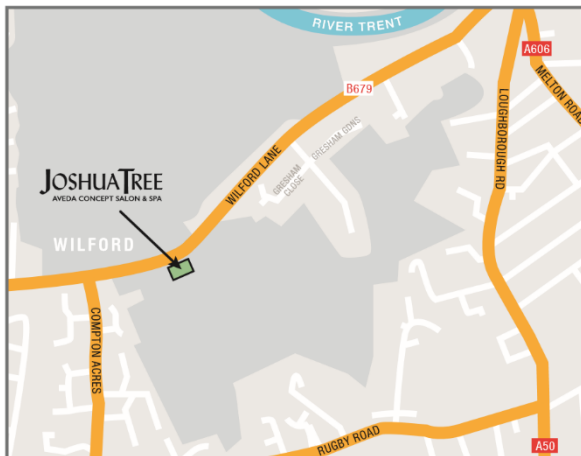 RIVER TRENT
A606
MELTON ROAD
B679
LOUGHBOROUGH RD
GRESHAM GDNS
GRESHAM
CLOSE
WILFORD LANE
JOSHUA TREE
AVEDA CONCEPT SALON & SPA
WILFORD
COMPTON ACRES
RUGBY ROAD
A50